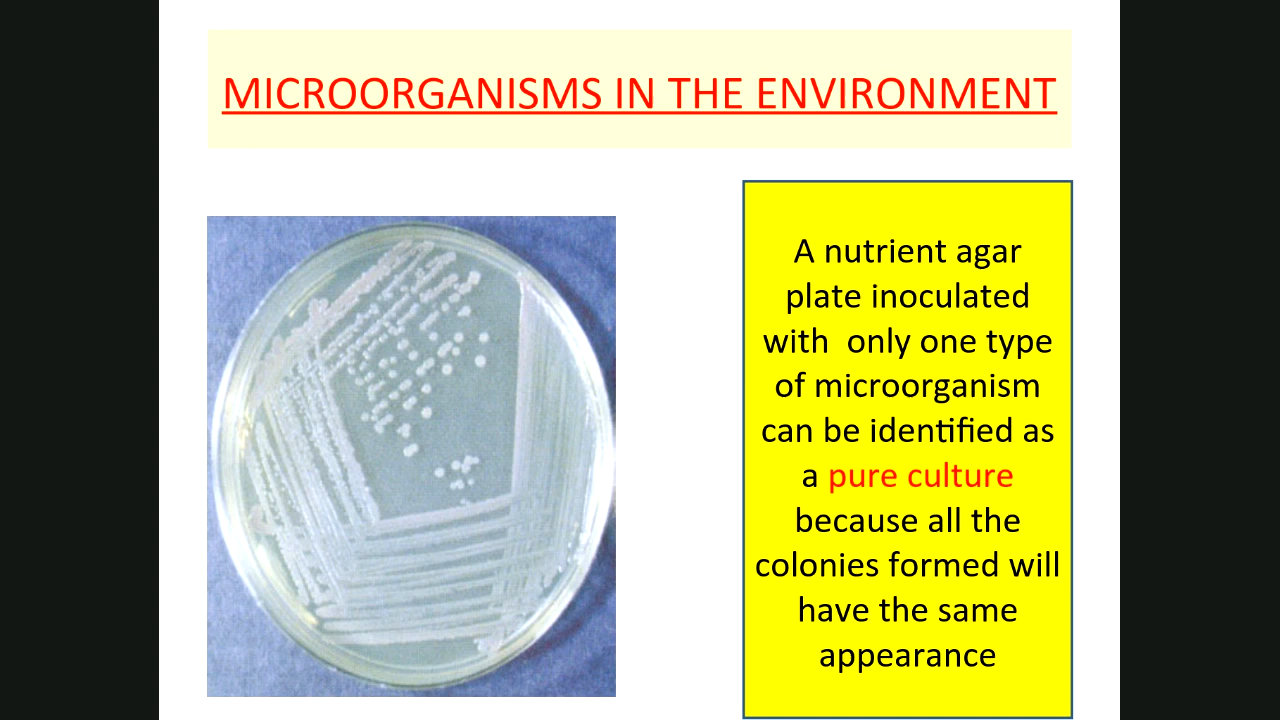 MICROORGANISMS IN THE ENVIRONMENT
A nutrient agar
plate inoculated
with  only one type
of microorganism
can be identified as
a pure culture
because all the
colonies formed will
have the same
appearance